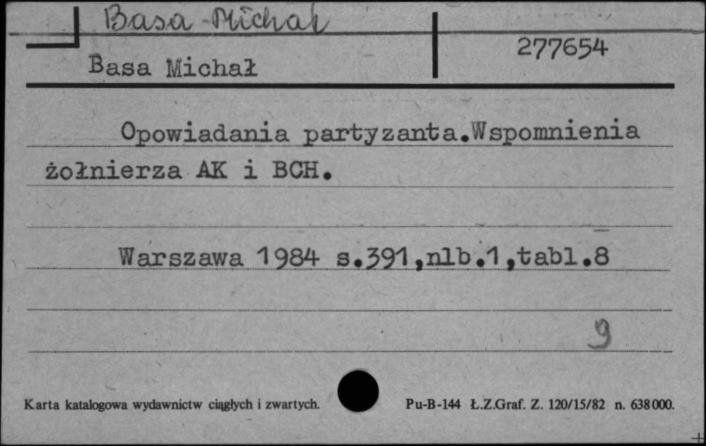 Basa Michał
277654
Basa Michał
Opowiadania partyzanta.Wspomnienia
żołnierza AK i BCH.
Warszawa 1984 s.391,nlb.1,tabl.8
9
Karta katalogowa wydawnictw ciągłych i zwartych. Pu-B-144 Ł.Z.Graf. Z. 120/15/82 n. 638000.